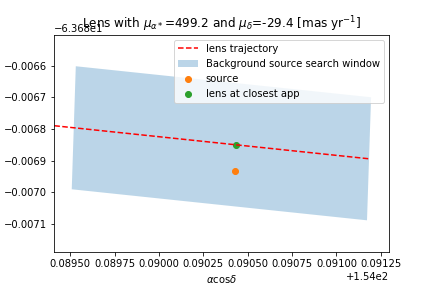 Lens with μα*=499.2 and μδ=-29.4 [mas yr⁻¹]
−6.368e1
lens trajectory
Background source search window
source
lens at closest app
−0.0066
−0.0067
−0.0068
−0.0069
−0.0070
−0.0071
0.08950 0.08975 0.09000 0.09025 0.09050 0.09075 0.09100 0.09125
αcosδ
+1.54e2